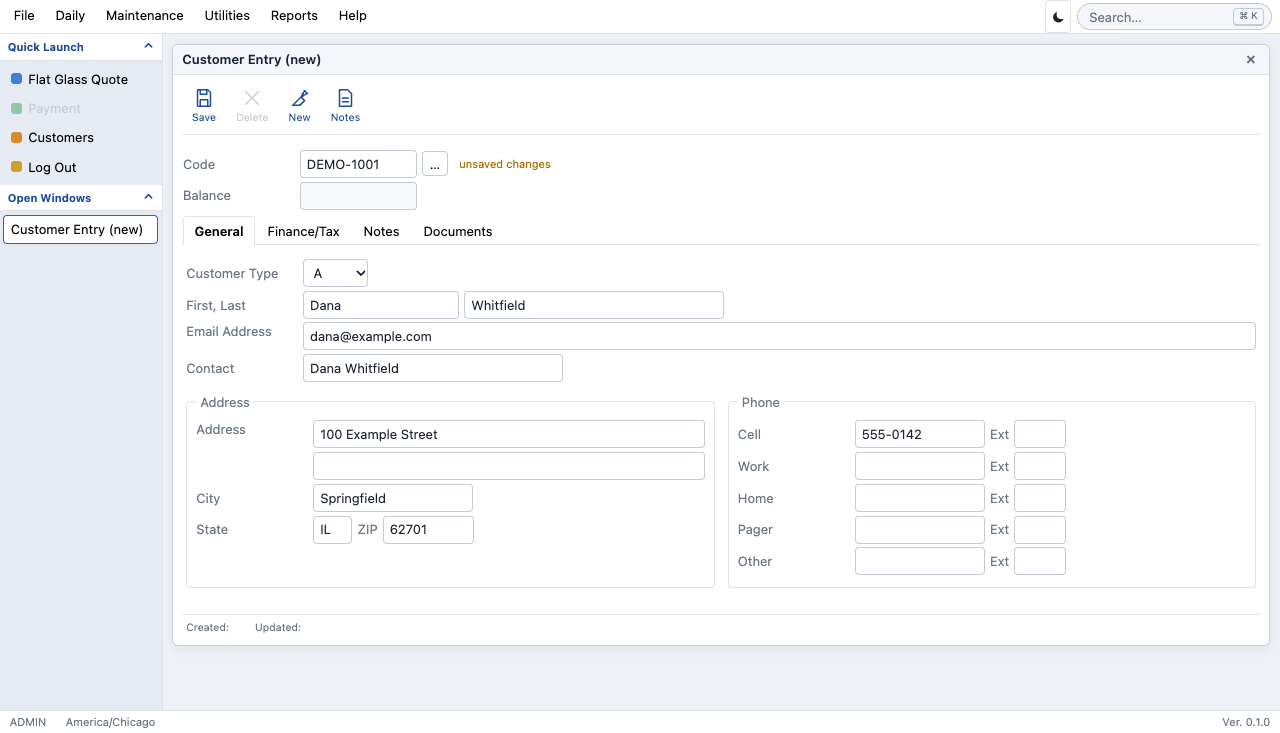 File Daily Maintenance Utilities Reports Help Search... ⌘ K
Quick Launch
Flat Glass Quote
Payment
Customers
Log Out
Open Windows
Customer Entry (new)
Customer Entry (new) ×
Save Delete New Notes
Code DEMO-1001 ... unsaved changes
Balance
General Finance/Tax Notes Documents
Customer Type A
First, Last Dana Whitfield
Email Address dana@example.com
Contact Dana Whitfield
Address
Address 100 Example Street
City Springfield
State IL ZIP 62701
Phone
Cell 555-0142 Ext
Work Ext
Home Ext
Pager Ext
Other Ext
Created: Updated:
ADMIN America/Chicago Ver. 0.1.0